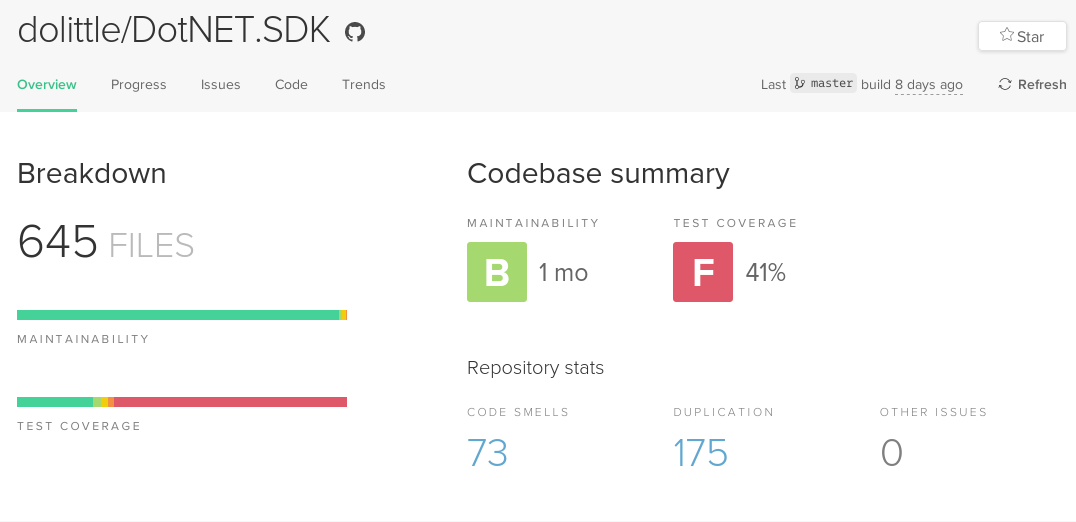 dolittle/DotNET.SDK
Star
Overview Progress Issues Code Trends Last master build 8 days ago Refresh
Breakdown
645 FILES
MAINTAINABILITY
TEST COVERAGE
Codebase summary
MAINTAINABILITY TEST COVERAGE
B 1 mo F 41%
Repository stats
CODE SMELLS DUPLICATION OTHER ISSUES
73 175 0